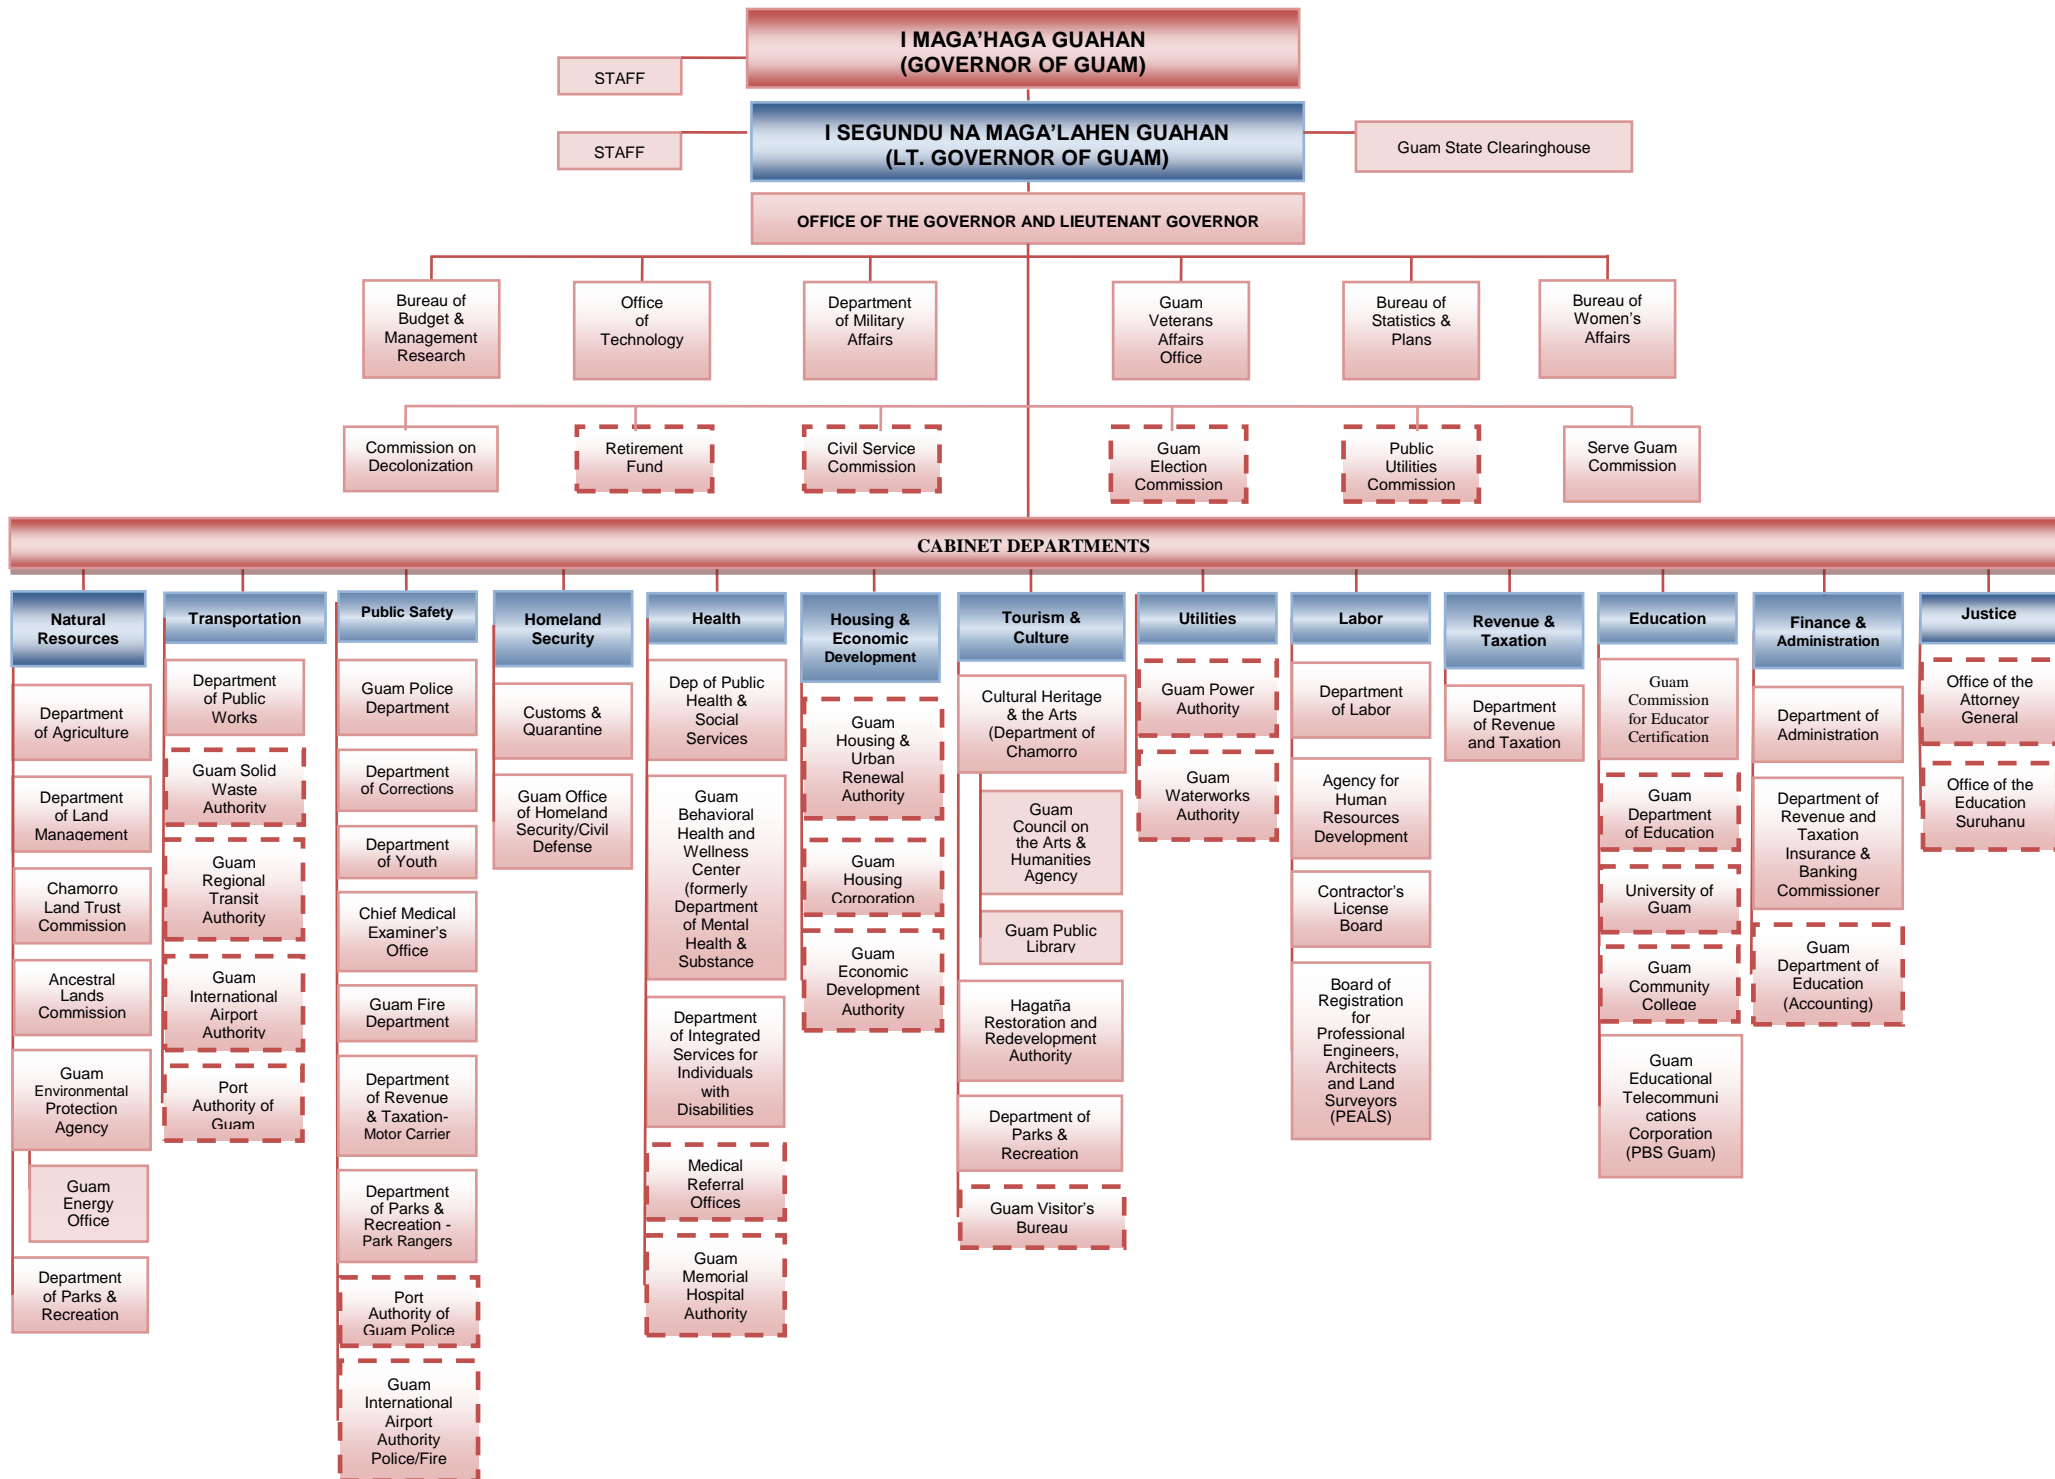 I MAGA’HAGA GUAHAN
(GOVERNOR OF GUAM)
STAFF
I SEGUNDU NA MAGA’LAHEN GUAHAN
(LT. GOVERNOR OF GUAM)
STAFF
Guam State Clearinghouse
OFFICE OF THE GOVERNOR AND LIEUTENANT GOVERNOR
Bureau of
Budget &
Management
Research
Office
of
Technology
Department
of Military
Affairs
Guam
Veterans
Affairs
Office
Bureau of
Statistics &
Plans
Bureau of
Women’s
Affairs
Commission on
Decolonization
Retirement
Fund
Civil Service
Commission
Guam
Election
Commission
Public
Utilities
Commission
Serve Guam
Commission
CABINET DEPARTMENTS
Natural
Resources
Department
of Agriculture
Department
of Land
Management
Chamorro
Land Trust
Commission
Ancestral
Lands
Commission
Guam
Environmental
Protection
Agency
Guam
Energy
Office
Department
of Parks &
Recreation
Transportation
Department
of Public
Works
Guam Solid
Waste
Authority
Guam
Regional
Transit
Authority
Guam
International
Airport
Authority
Port
Authority of
Guam
Public Safety
Guam Police
Department
Department
of Corrections
Department
of Youth
Chief Medical
Examiner’s
Office
Guam Fire
Department
Department
of Revenue
& Taxation-
Motor Carrier
Department
of Parks &
Recreation -
Park Rangers
Port
Authority of
Guam Police
Guam
International
Airport
Authority
Police/Fire
Homeland
Security
Customs &
Quarantine
Guam Office
of Homeland
Security/Civil
Defense
Health
Dep of Public
Health &
Social
Services
Guam
Behavioral
Health and
Wellness
Center
(formerly
Department
of Mental
Health &
Substance
Department
of Integrated
Services for
Individuals
with
Disabilities
Medical
Referral
Offices
Guam
Memorial
Hospital
Authority
Housing &
Economic
Development
Guam
Housing &
Urban
Renewal
Authority
Guam
Housing
Corporation
Guam
Economic
Development
Authority
Tourism &
Culture
Cultural Heritage
& the Arts
(Department of
Chamorro
Guam
Council on
the Arts &
Humanities
Agency
Guam Public
Library
Hagatña
Restoration and
Redevelopment
Authority
Department of
Parks &
Recreation
Guam Visitor’s
Bureau
Utilities
Guam Power
Authority
Guam
Waterworks
Authority
Labor
Department
of Labor
Agency for
Human
Resources
Development
Contractor’s
License
Board
Board of
Registration
for
Professional
Engineers,
Architects
and Land
Surveyors
(PEALS)
Revenue &
Taxation
Department
of Revenue
and Taxation
Education
Guam
Commission
for Educator
Certification
Guam
Department
of Education
University of
Guam
Guam
Community
College
Guam
Educational
Telecommuni
cations
Corporation
(PBS Guam)
Finance &
Administration
Department of
Administration
Department of
Revenue and
Taxation
Insurance &
Banking
Commissioner
Guam
Department of
Education
(Accounting)
Justice
Office of the
Attorney
General
Office of the
Education
Suruhanu